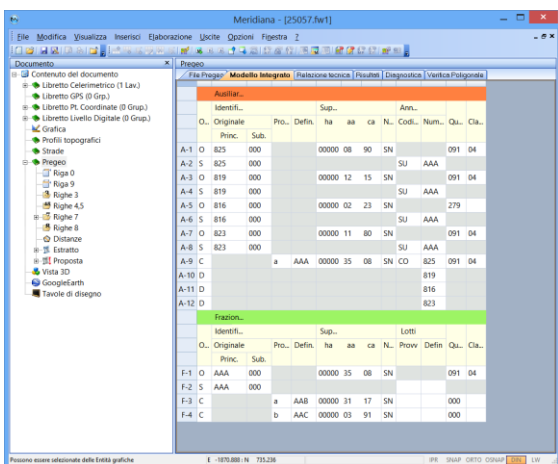 Meridiana - [25057.fw1]
File Modifica Visualizza Inserisci Elaborazione Uscite Opzioni Finestra ?
Documento
Contenuto del documento
Libretto Celerimetrico (1 Lav.)
Libretto GPS (0 Grp.)
Libretto Pt. Coordinate (0 Grup.)
Libretto Livello Digitale (0 Grup.)
Grafica
Profili topografici
Strade
Pregeo
Riga 0
Riga 9
Righe 3
Righe 4,5
Righe 7
Righe 8
Distanze
Estratto
Proposta
Vista 3D
GoogleEarth
Tavole di disegno
Pregeo
File Pregeo Modello Integrato Relazione tecnica Risultati Diagnostica Verifica Poligonale
Ausiliar...
Identifi... Sup... Ann...
O... Originale Pro... Defin. ha aa ca N... Codi... Num... Qu... Cla...
Princ. Sub.
A-1 O 825 000 00000 08 90 SN 091 04
A-2 S 825 000 SU AAA
A-3 O 819 000 00000 12 15 SN 091 04
A-4 S 819 000 SU AAA
A-5 O 816 000 00000 02 23 SN 279
A-6 S 816 000 SU AAA
A-7 O 823 000 00000 11 80 SN 091 04
A-8 S 823 000 SU AAA
A-9 C a AAA 00000 35 08 SN CO 825 091 04
A-10 D 819
A-11 D 816
A-12 D 823
Frazion...
Identifi... Sup... Lotti
O... Originale Pro... Defin. ha aa ca N... Provv Defin Qu... Cla...
Princ. Sub.
F-1 O AAA 000 00000 35 08 SN 091 04
F-2 S AAA 000
F-3 C a AAB 00000 31 17 SN 000
F-4 C b AAC 00000 03 91 SN 000
Possono essere selezionate delle Entità grafiche E -1070.888 : N 735.236 IPR SNAP ORTO OSNAP DIN LW